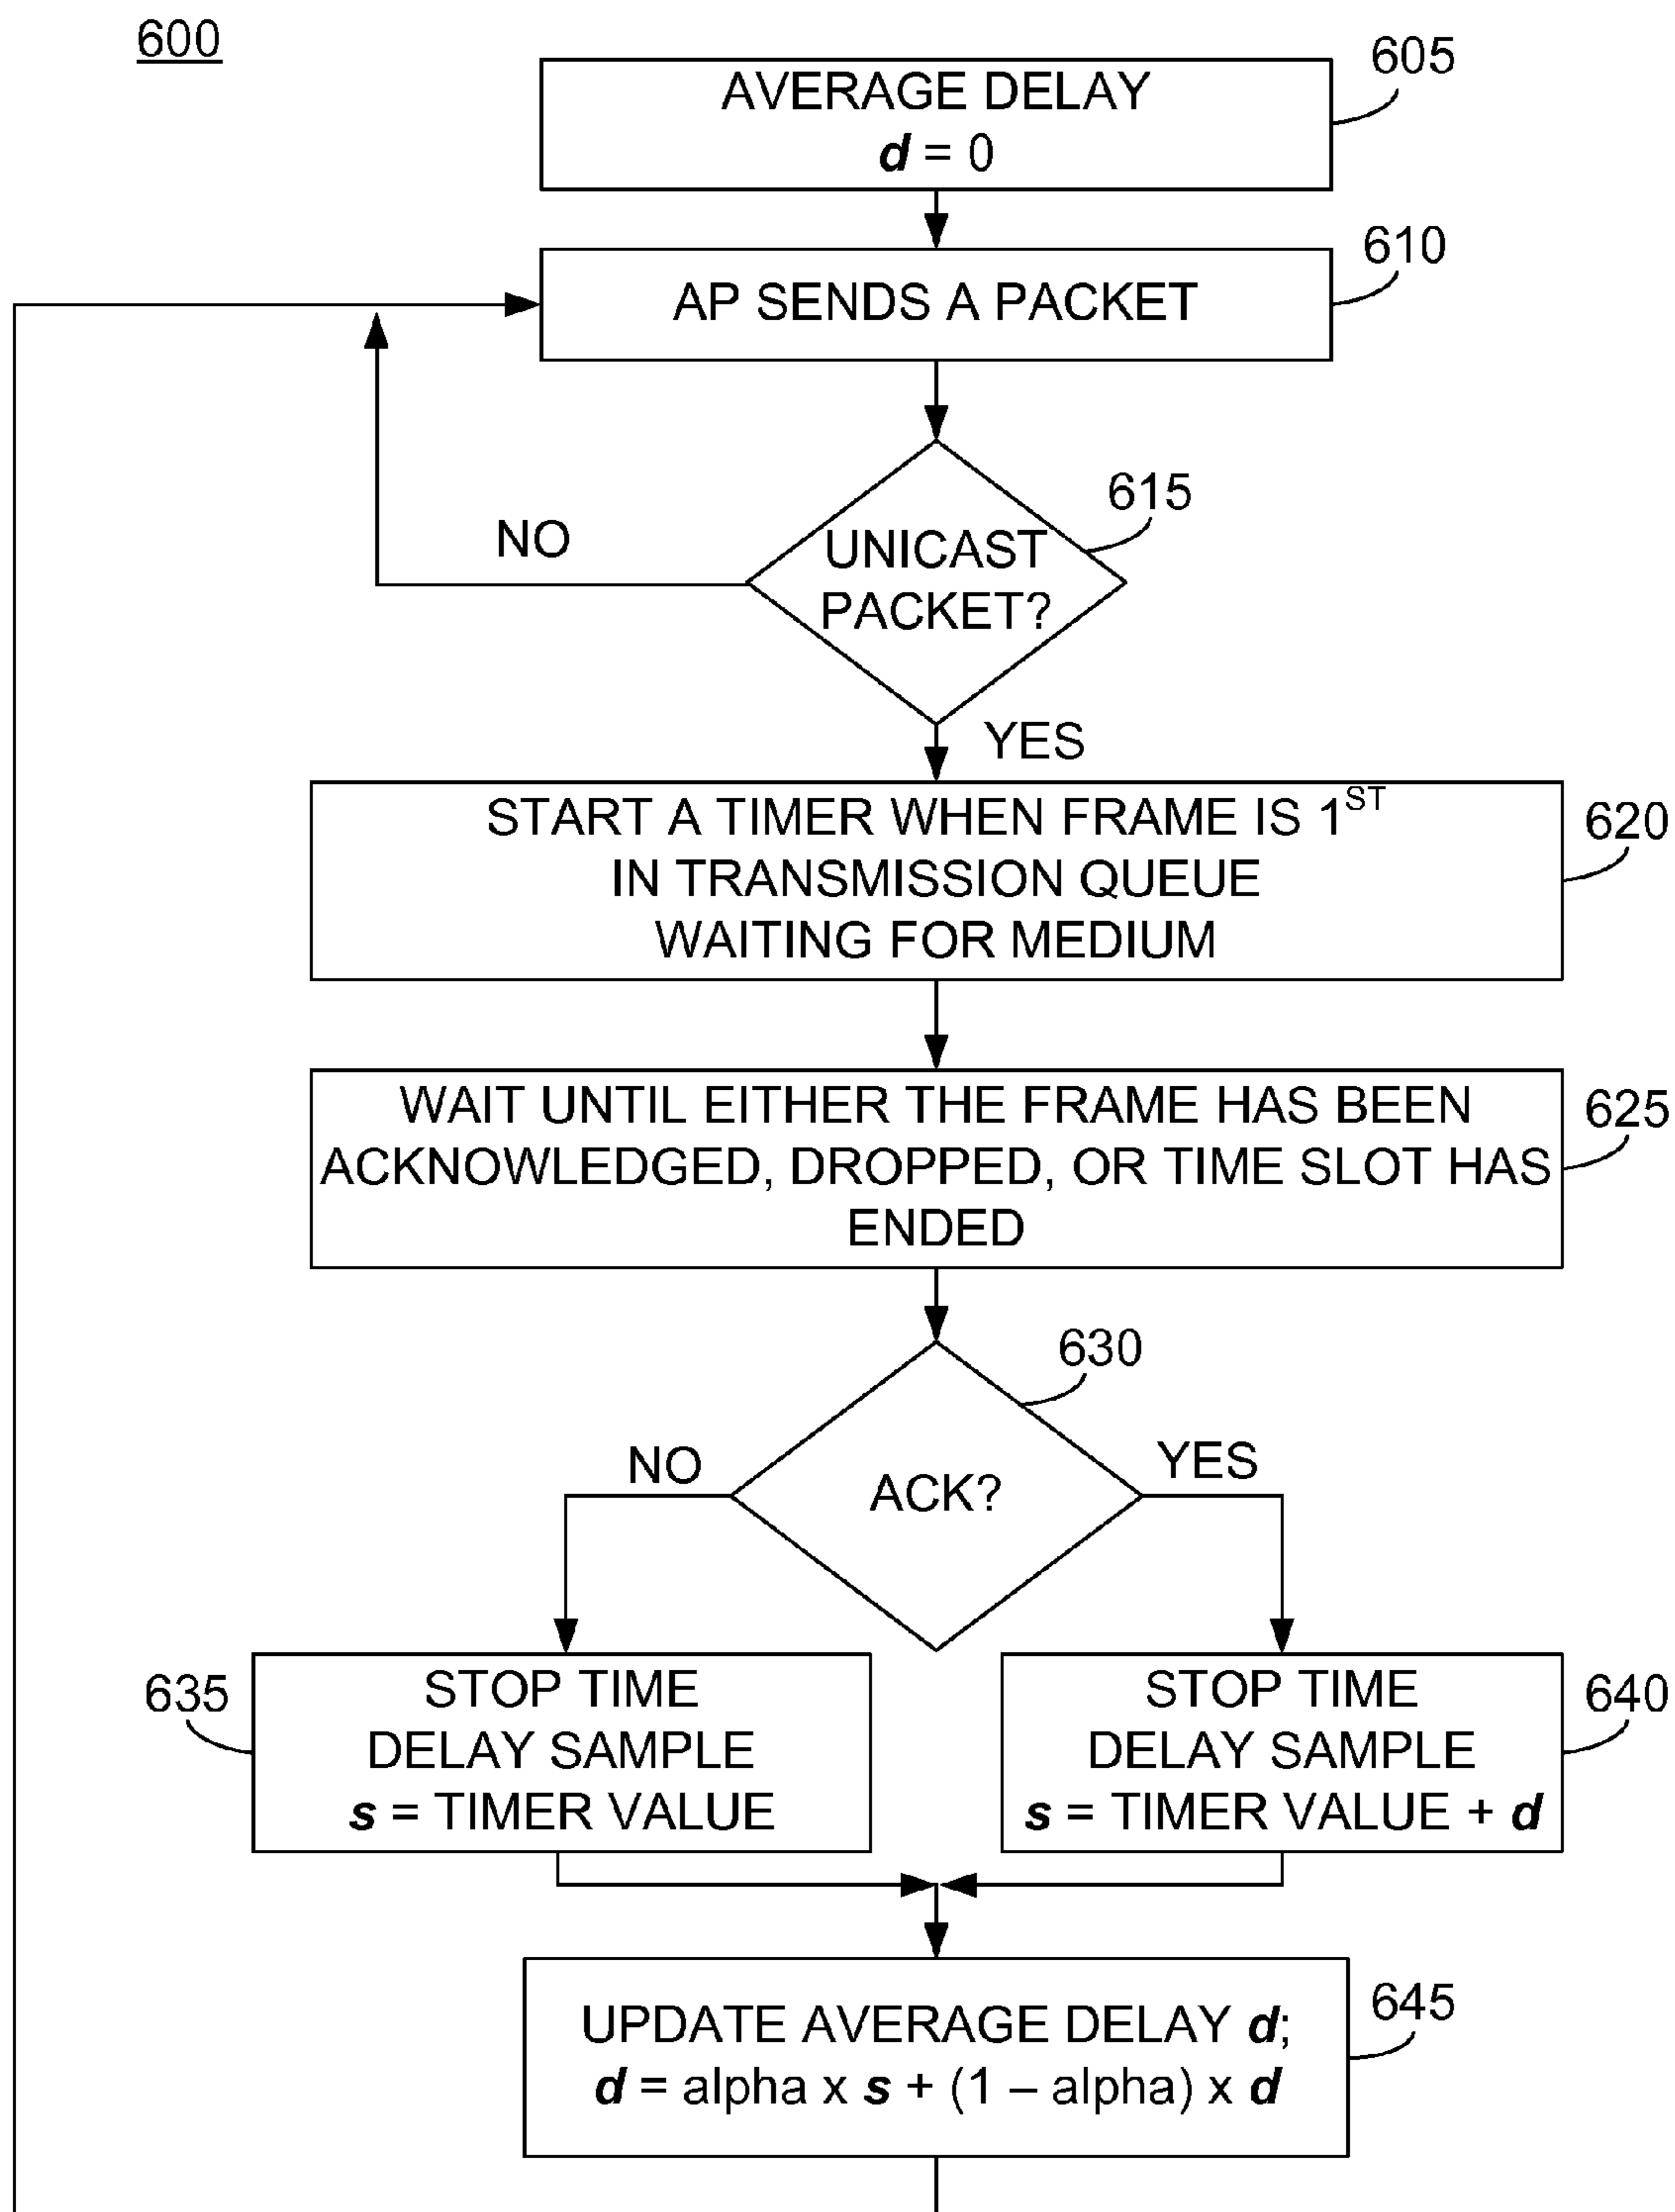 600
605
AVERAGE DELAY
d = 0
610
AP SENDS A PACKET
615
NO
UNICAST
PACKET?
YES
START A TIMER WHEN FRAME IS 1ST
IN TRANSMISSION QUEUE
WAITING FOR MEDIUM
620
WAIT UNTIL EITHER THE FRAME HAS BEEN
ACKNOWLEDGED, DROPPED, OR TIME SLOT HAS
ENDED
625
630
NO
YES
ACK?
635
STOP TIME
DELAY SAMPLE
s = TIMER VALUE
STOP TIME
DELAY SAMPLE
s = TIMER VALUE + d
640
645
UPDATE AVERAGE DELAY d;
d = alpha x s + (1 – alpha) x d